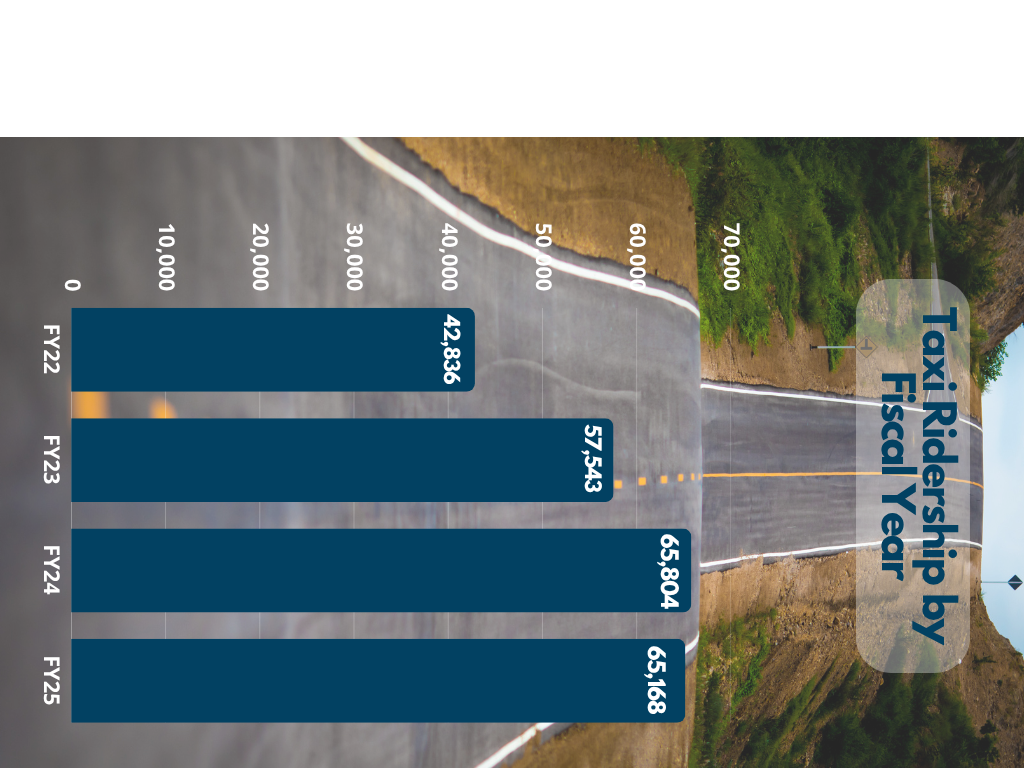 Taxi Ridership by
Fiscal Year
70,000
60,000
50,000
40,000
30,000
20,000
10,000
0
42,836
57,543
65,804
65,168
FY22
FY23
FY24
FY25